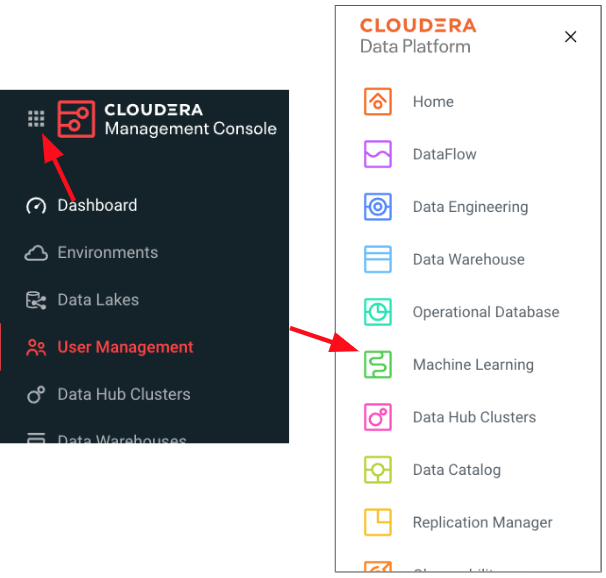 CLOUDERA
Management Console
Dashboard
Environments
Data Lakes
User Management
Data Hub Clusters
Data Warehouses
CLOUDERA
Data Platform
Home
DataFlow
Data Engineering
Data Warehouse
Operational Database
Machine Learning
Data Hub Clusters
Data Catalog
Replication Manager